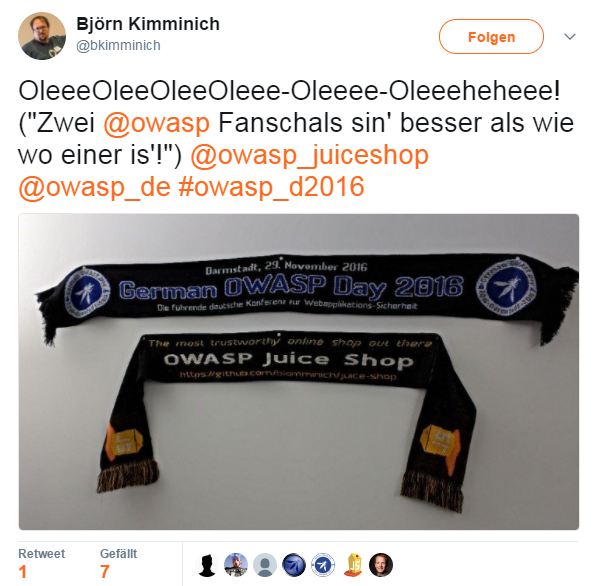 Björn Kimminich
@bkimminich
Folgen
OleeeOleeOleeOleee-Oleeee-Oleeeheheee!
("Zwei @owasp Fanschals sin' besser als wie
wo einer is'!") @owasp_juiceshop
@owasp_de #owasp_d2016
Darmstadt, 29. November 2016
German OWASP Day 2016
Die führende deutsche Konferenz zur Webapplikations-Sicherheit
"The most trustworthy online shop out there"
OWASP Juice Shop
https://github.com/bkimminich/juice-shop
Retweet
Gefällt
1
7